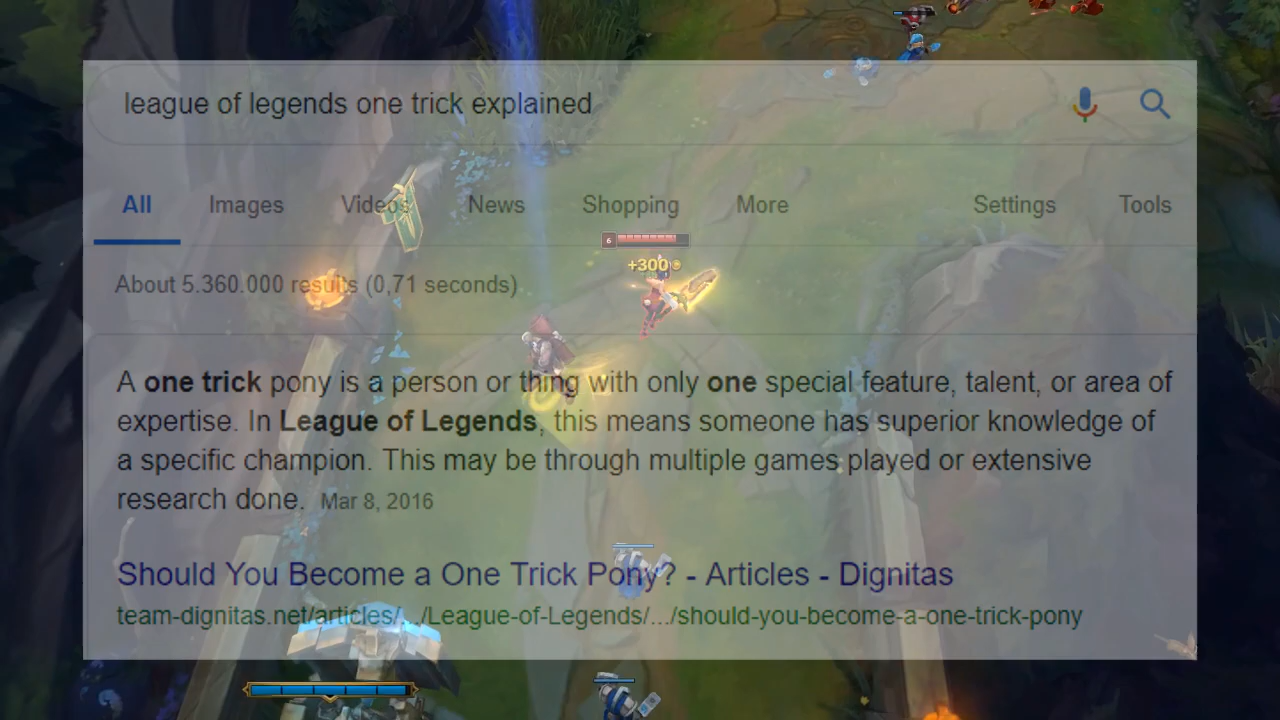 league of legends one trick explained
All Images Videos News Shopping More Settings Tools
6
+300
About 5.360.000 results (0,71 seconds)
A one trick pony is a person or thing with only one special feature, talent, or area of
expertise. In League of Legends, this means someone has superior knowledge of
a specific champion. This may be through multiple games played or extensive
research done. Mar 8, 2016
Should You Become a One Trick Pony? - Articles - Dignitas
team-dignitas.net/articles/.../League-of-Legends/.../should-you-become-a-one-trick-pony